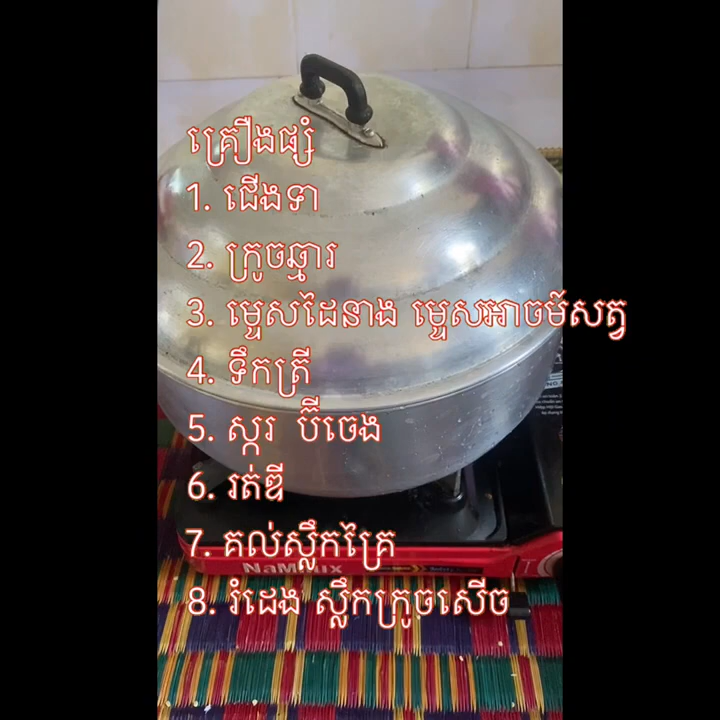 គ្រឿងផ្សំ
1. ជើងទា
2. ក្រូចឆ្មារ
3. ម្ទេសដៃនាង ម្ទេសអាចម៍សត្វ
4. ទឹកត្រី
5. ស្ករ ប៊ីចេង
6. រត់ឌី
7. គល់ស្លឹកគ្រៃ
NaMilux
8. រំដេង ស្លឹកក្រូចសើច